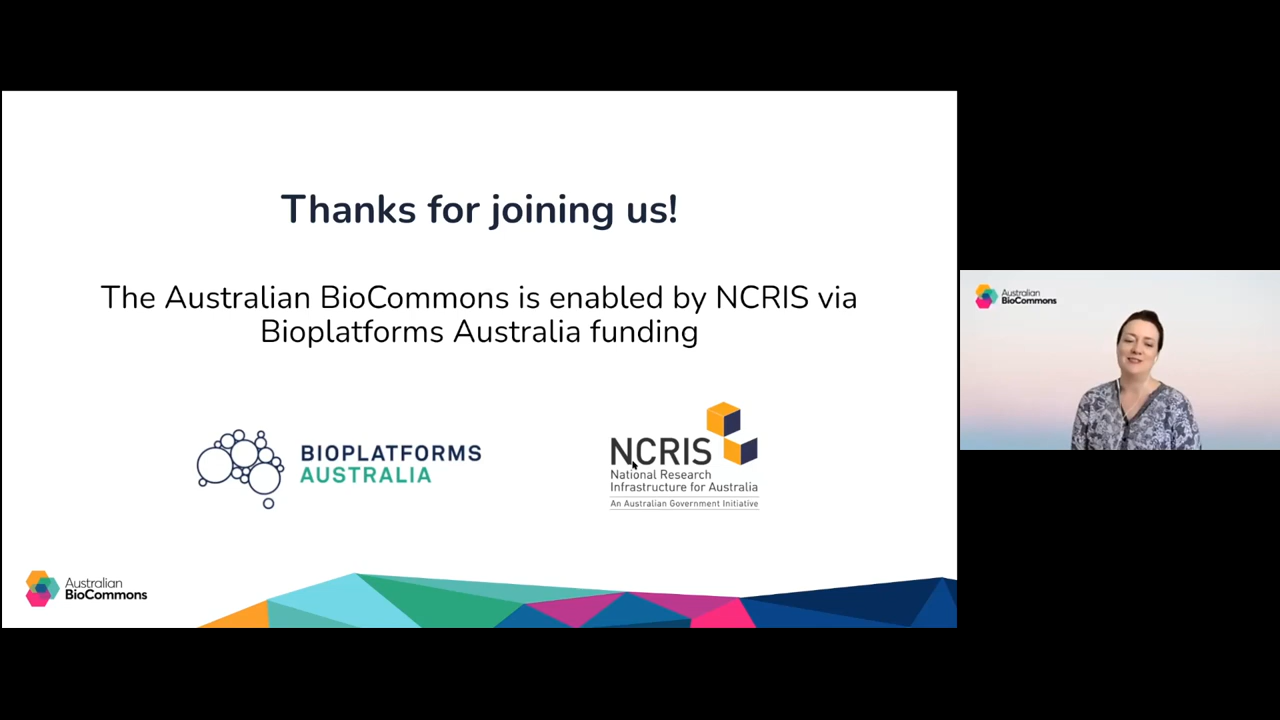 Thanks for joining us!
The Australian BioCommons is enabled by NCRIS via
Bioplatforms Australia funding
BIOPLATFORMS
AUSTRALIA
NCRIS
National Research
Infrastructure for Australia
An Australian Government Initiative
Australian
BioCommons
Australian
BioCommons